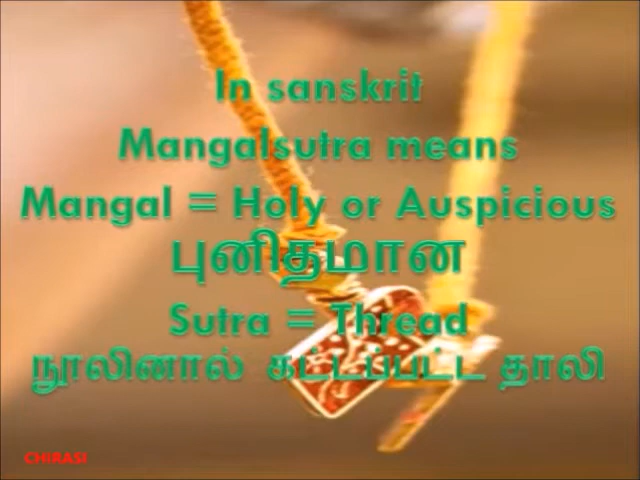 In sanskrit
Mangalsutra means
Mangal = Holy or Auspicious
புனிதமான
Sutra = Thread
நூலினால் கட்டப்பட்ட தாலி
CHIRASI